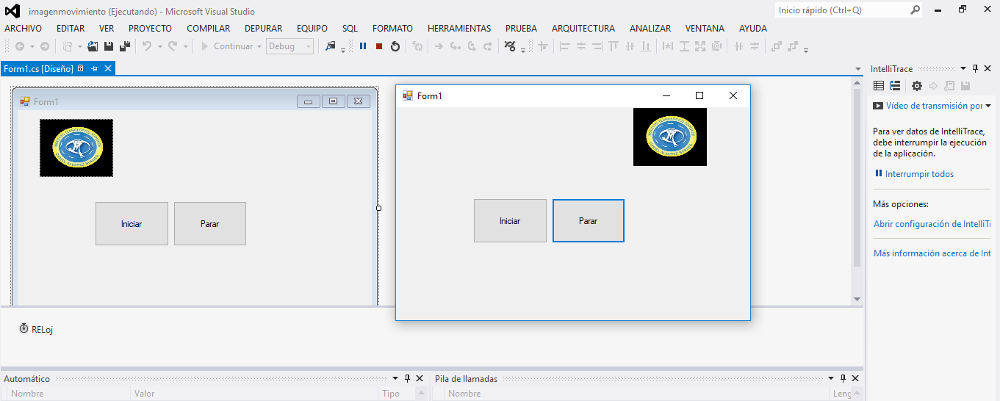 imagenmovimiento (Ejecutando) - Microsoft Visual Studio
Inicio rápido (Ctrl+Q)
ARCHIVO EDITAR VER PROYECTO COMPILAR DEPURAR EQUIPO SQL FORMATO HERRAMIENTAS PRUEBA ARQUITECTURA ANALIZAR VENTANA AYUDA
Continuar Debug
Form1.cs [Diseño]
Form1
Iniciar Parar
RELoj
Form1
Iniciar Parar
IntelliTrace
Vídeo de transmisión por
Para ver datos de IntelliTrace,
debe interrumpir la ejecución
de la aplicación.
Interrumpir todos
Más opciones:
Abrir configuración de IntelliTr
Más información acerca de Int
Automático
Nombre Valor Tipo
Pila de llamadas
Nombre Leng